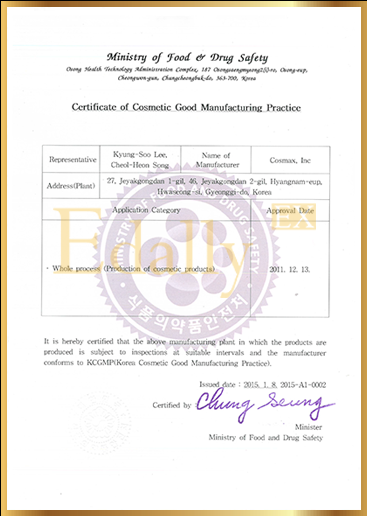 Ministry of Food & Drug Safety
Osong Health Technology Administration Complex, 187 Osongsaengmyeong2(i)-ro, Osong-eup,
Cheongwon-gun, Chungcheongbuk-do, 363-700, Korea
Certificate of Cosmetic Good Manufacturing Practice
Representative
Kyung-Soo Lee,
Cheol-Heon Song
Name of
Manufacturer
Cosmax, Inc
Address(Plant)
27, Jeyakgongdan 1-gil, 46, Jeyakgongdan 2-gil, Hyangnam-eup,
Hwaseong-si, Gyeonggi-do, Korea
Application Category
Approval Date
Whole process (Production of cosmetic products)
2011. 12. 13.
Edally EX
MINISTRY OF FOOD AND DRUG SAFETY
식품의약품안전처
It is hereby certified that the above manufacturing plant in which the products
are produced is subject to inspections at suitable intervals and the manufacturer
conforms to KCGMP(Korea Cosmetic Good Manufacturing Practice).
Issued date : 2015. 1. 8. 2015-A1-0002
Certified by : Chung Seung
Minister
Ministry of Food and Drug Safety